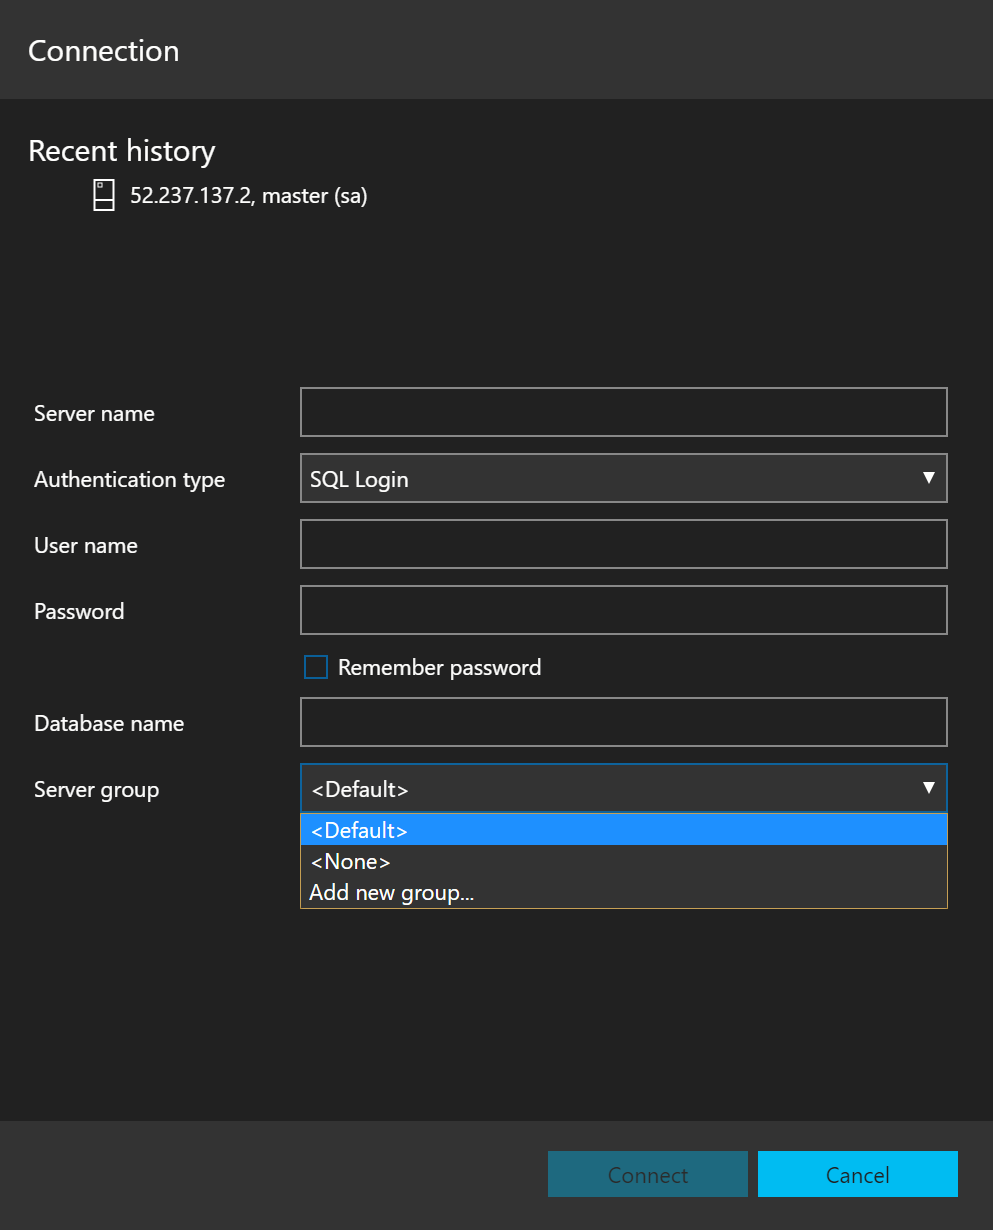 Connection
Recent history
52.237.137.2, master (sa)
Server name
Authentication type
SQL Login
User name
Password
Remember password
Database name
Server group
<Default>
<Default>
<None>
Add new group...
Connect
Cancel